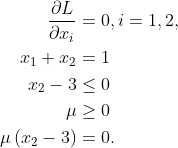 ∂L/∂x_i = 0, i = 1, 2,
x_1 + x_2 = 1
x_2 − 3 ≤ 0
μ ≥ 0
μ (x_2 − 3) = 0.